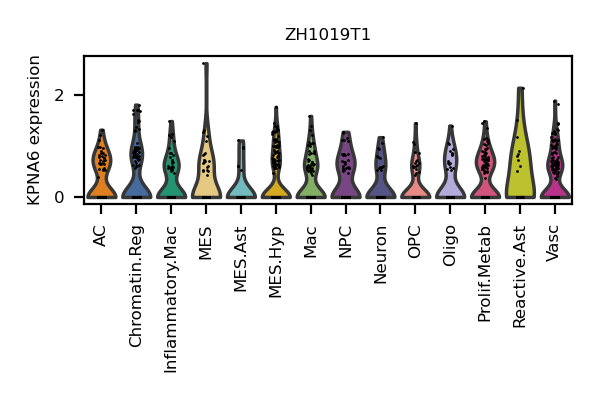 ZH1019T1
KPNA6 expression
2
0
AC
Chromatin.Reg
Inflammatory.Mac
MES
MES.Ast
MES.Hyp
Mac
NPC
Neuron
OPC
Oligo
Prolif.Metab
Reactive.Ast
Vasc